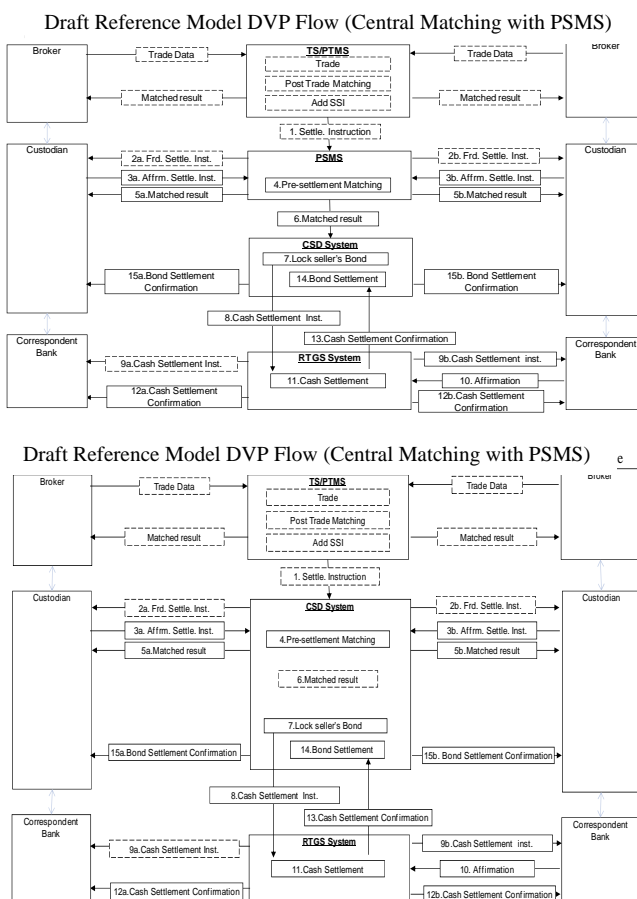 Draft Reference Model DVP Flow (Central Matching with PSMS)
Broker
TS/PTMS
Broker
Trade Data
Trade
Trade Data
Post Trade Matching
Matched result
Add SSI
Matched result
1. Settle. Instruction
Custodian
PSMS
Custodian
2a. Frd. Settle. Inst.
2b. Frd. Settle. Inst.
3a. Affrm. Settle. Inst.
3b. Affrm. Settle. Inst.
4.Pre-settlement Matching
5a.Matched result
5b.Matched result
6.Matched result
CSD System
7.Lock seller's Bond
15a.Bond Settlement
Confirmation
14.Bond Settlement
15b. Bond Settlement
Confirmation
8.Cash Settlement Inst.
13.Cash Settlement Confirmation
Correspondent
Bank
RTGS System
Correspondent
Bank
9a.Cash Settlement Inst.
9b.Cash Settlement inst.
11.Cash Settlement
10. Affirmation
12a.Cash Settlement
Confirmation
12b.Cash Settlement
Confirmation
Draft Reference Model DVP Flow (Central Matching with PSMS)
e
Broker
TS/PTMS
Broker
Trade Data
Trade
Trade Data
Post Trade Matching
Matched result
Add SSI
Matched result
1. Settle. Instruction
Custodian
CSD System
Custodian
2a. Frd. Settle. Inst.
2b. Frd. Settle. Inst.
3a. Affrm. Settle. Inst.
3b. Affrm. Settle. Inst.
4.Pre-settlement Matching
5a.Matched result
5b.Matched result
6.Matched result
7.Lock seller's Bond
15a.Bond Settlement Confirmation
14.Bond Settlement
15b. Bond Settlement Confirmation
8.Cash Settlement Inst.
13.Cash Settlement Confirmation
Correspondent
Bank
RTGS System
Correspondent
Bank
9a.Cash Settlement Inst.
9b.Cash Settlement inst.
11.Cash Settlement
10. Affirmation
12a.Cash Settlement Confirmation
12b.Cash Settlement Confirmation